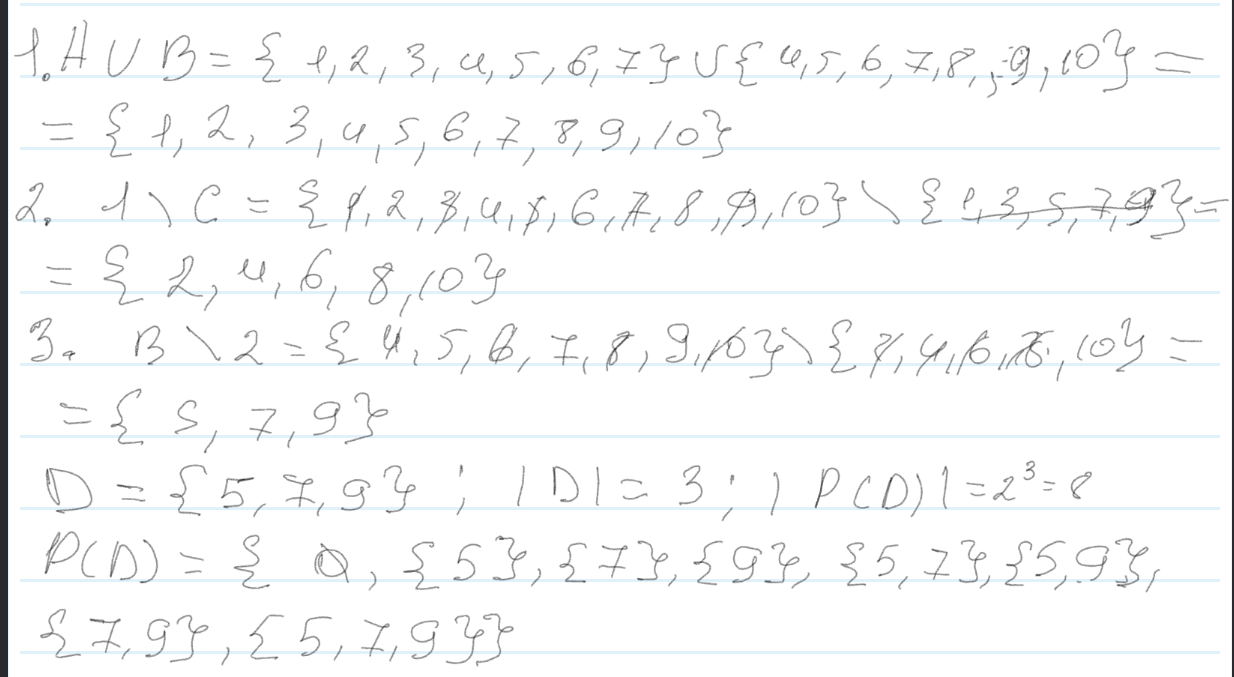 1. A ∪ B = { 1, 2, 3, 4, 5, 6, 7} ∪ { 4, 5, 6, 7, 8, , 9, 10} =
= { 1, 2, 3, 4, 5, 6, 7, 8, 9, 10}
2. 1 \ C = { 1, 2, 3, 4, 5, 6, 7, 8, 9, 10} \ { 1, 3, 5, 7, 9} =
= { 2, 4, 6, 8, 10}
3. B \ 2 = { 4, 5, 6, 7, 8, 9, 10} \ { 2, 4, 6, 8, 10} =
= { 5, 7, 9}
D = { 5, 7, 9} ; |D| = 3 ; | P(D)| = 2³ = 8
P(D) = { ∅, {5}, {7}, {9}, {5, 7}, {5, 9},
{7, 9}, {5, 7, 9}}